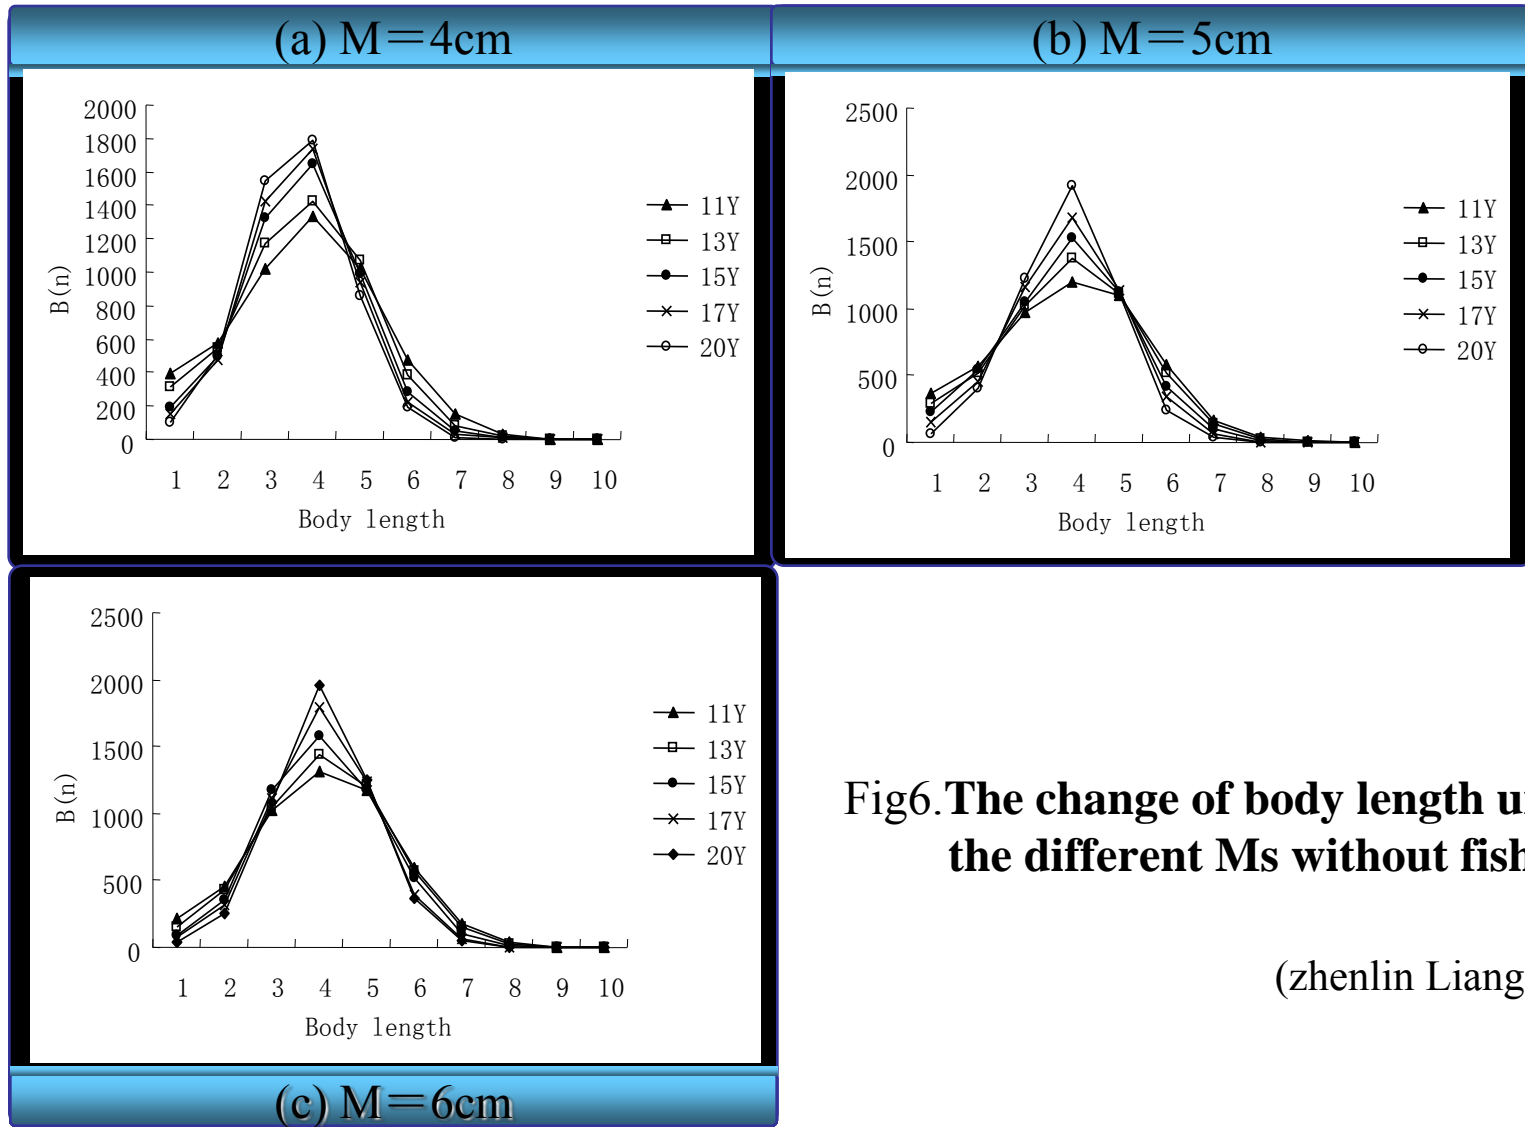 (a) M＝4cm
2000
1800
1600
1400
1200
1000
800
600
400
200
0
B(n)
1 2 3 4 5 6 7 8 9 10
Body length
11Y
13Y
15Y
17Y
20Y
(b) M＝5cm
2500
2000
1500
1000
500
0
B(n)
1 2 3 4 5 6 7 8 9 10
Body length
11Y
13Y
15Y
17Y
20Y
2500
2000
1500
1000
500
0
B(n)
1 2 3 4 5 6 7 8 9 10
Body length
11Y
13Y
15Y
17Y
20Y
(c) M＝6cm
Fig6.The change of body length
the different Ms without
(zhenlin Liang